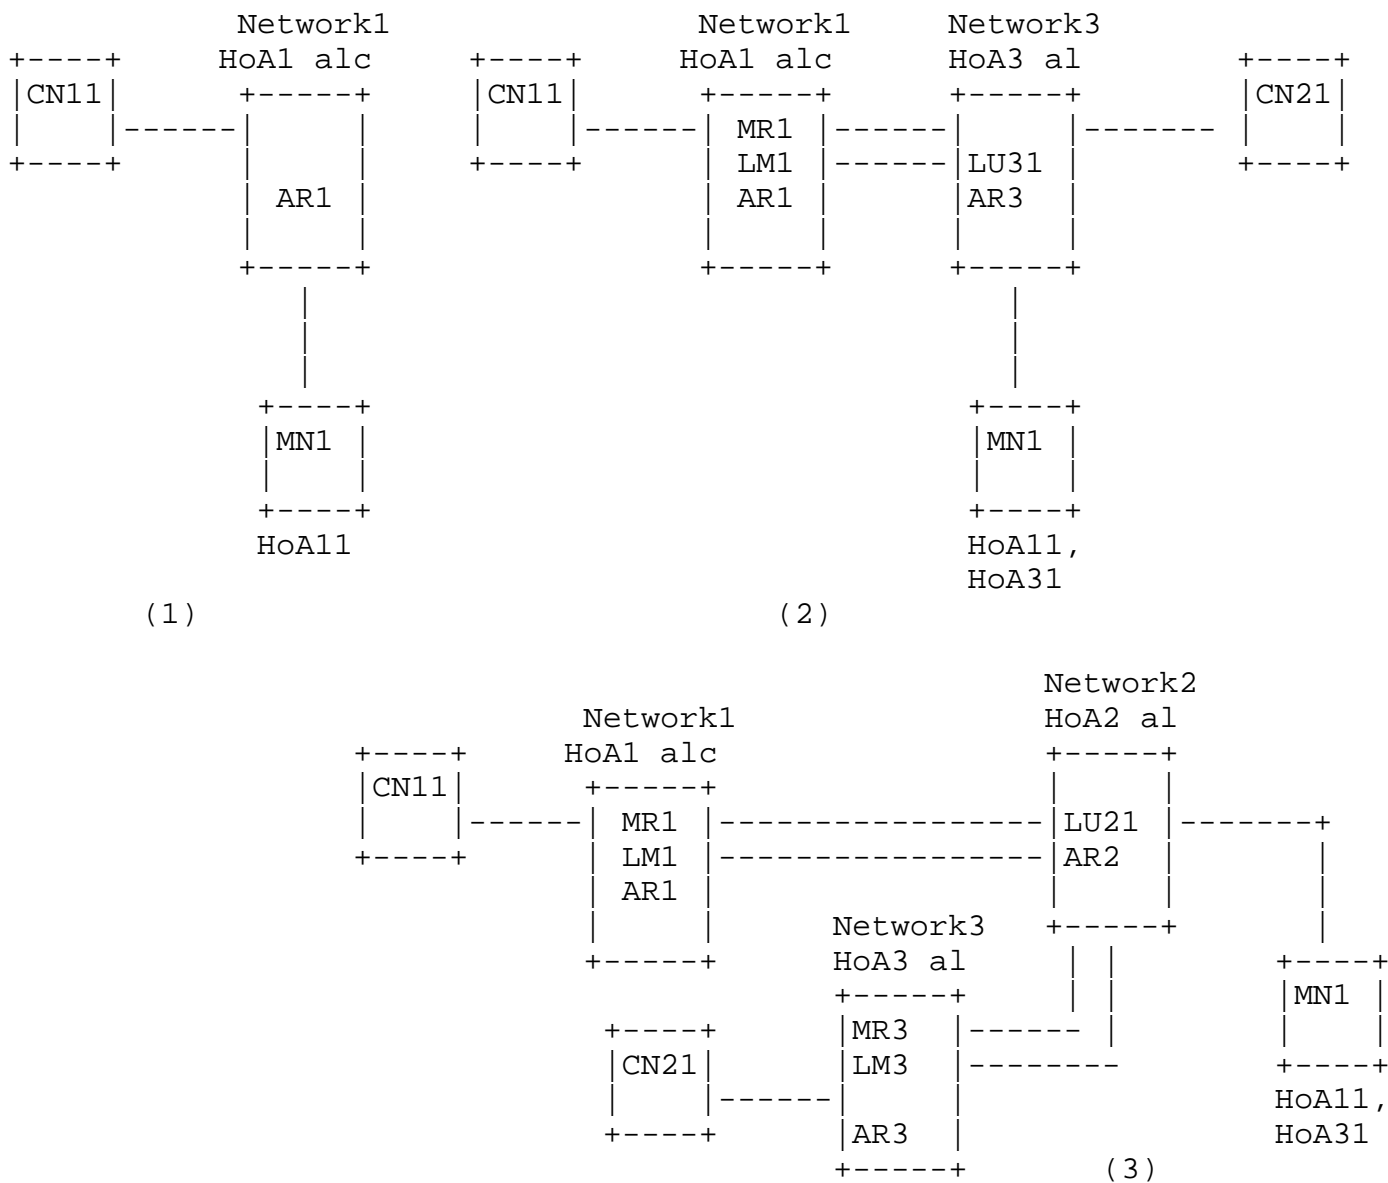 Network1 Network1 Network3
HoA1 alc HoA1 alc HoA3 al
CN11 CN11 CN21
MR1
LM1 LU31
AR1 AR1 AR3
MN1 MN1
HoA11 HoA11,
HoA31
(1) (2)
Network2
Network1 HoA2 al
HoA1 alc
CN11
MR1 LU21
LM1 AR2
AR1
Network3
HoA3 al
MN1
MR3
CN21 LM3
HoA11,
AR3 HoA31
(3)